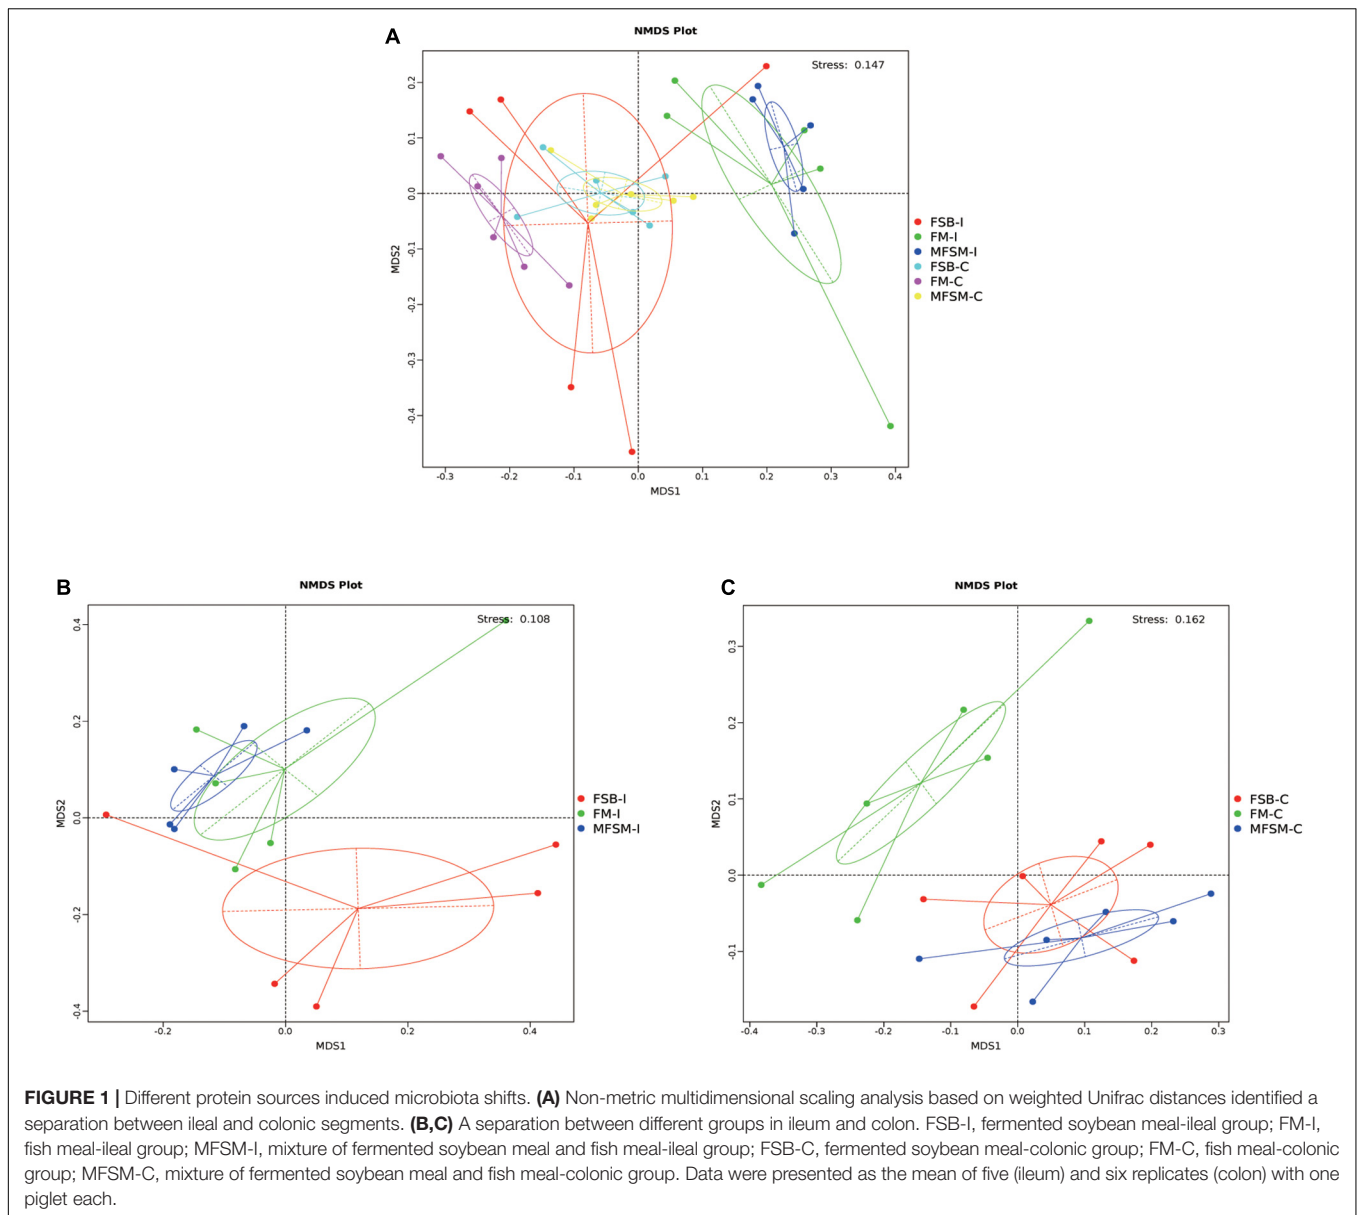 A
NMDS Plot
Stress: 0.147
0.2
0.1
0.0
-0.1
-0.2
-0.3
-0.4
MDS2
-0.3 -0.2 -0.1 0.0 0.1 0.2 0.3 0.4
MDS1
FSB-I
FM-I
MFSM-I
FSB-C
FM-C
MFSM-C
B
NMDS Plot
Stress: 0.108
0.4
0.2
0.0
-0.2
-0.4
MDS2
-0.2 0.0 0.2 0.4
MDS1
FSB-I
FM-I
MFSM-I
C
NMDS Plot
Stress: 0.162
0.3
0.2
0.1
0.0
-0.1
MDS2
-0.4 -0.3 -0.2 -0.1 0.0 0.1 0.2 0.3
MDS1
FSB-C
FM-C
MFSM-C
FIGURE 1 | Different protein sources induced microbiota shifts. (A) Non-metric multidimensional scaling analysis based on weighted Unifrac distances identified a
separation between ileal and colonic segments. (B,C) A separation between different groups in ileum and colon. FSB-I, fermented soybean meal-ileal group; FM-I,
fish meal-ileal group; MFSM-I, mixture of fermented soybean meal and fish meal-ileal group; FSB-C, fermented soybean meal-colonic group; FM-C, fish meal-colonic
group; MFSM-C, mixture of fermented soybean meal and fish meal-colonic group. Data were presented as the mean of five (ileum) and six replicates (colon) with one
piglet each.